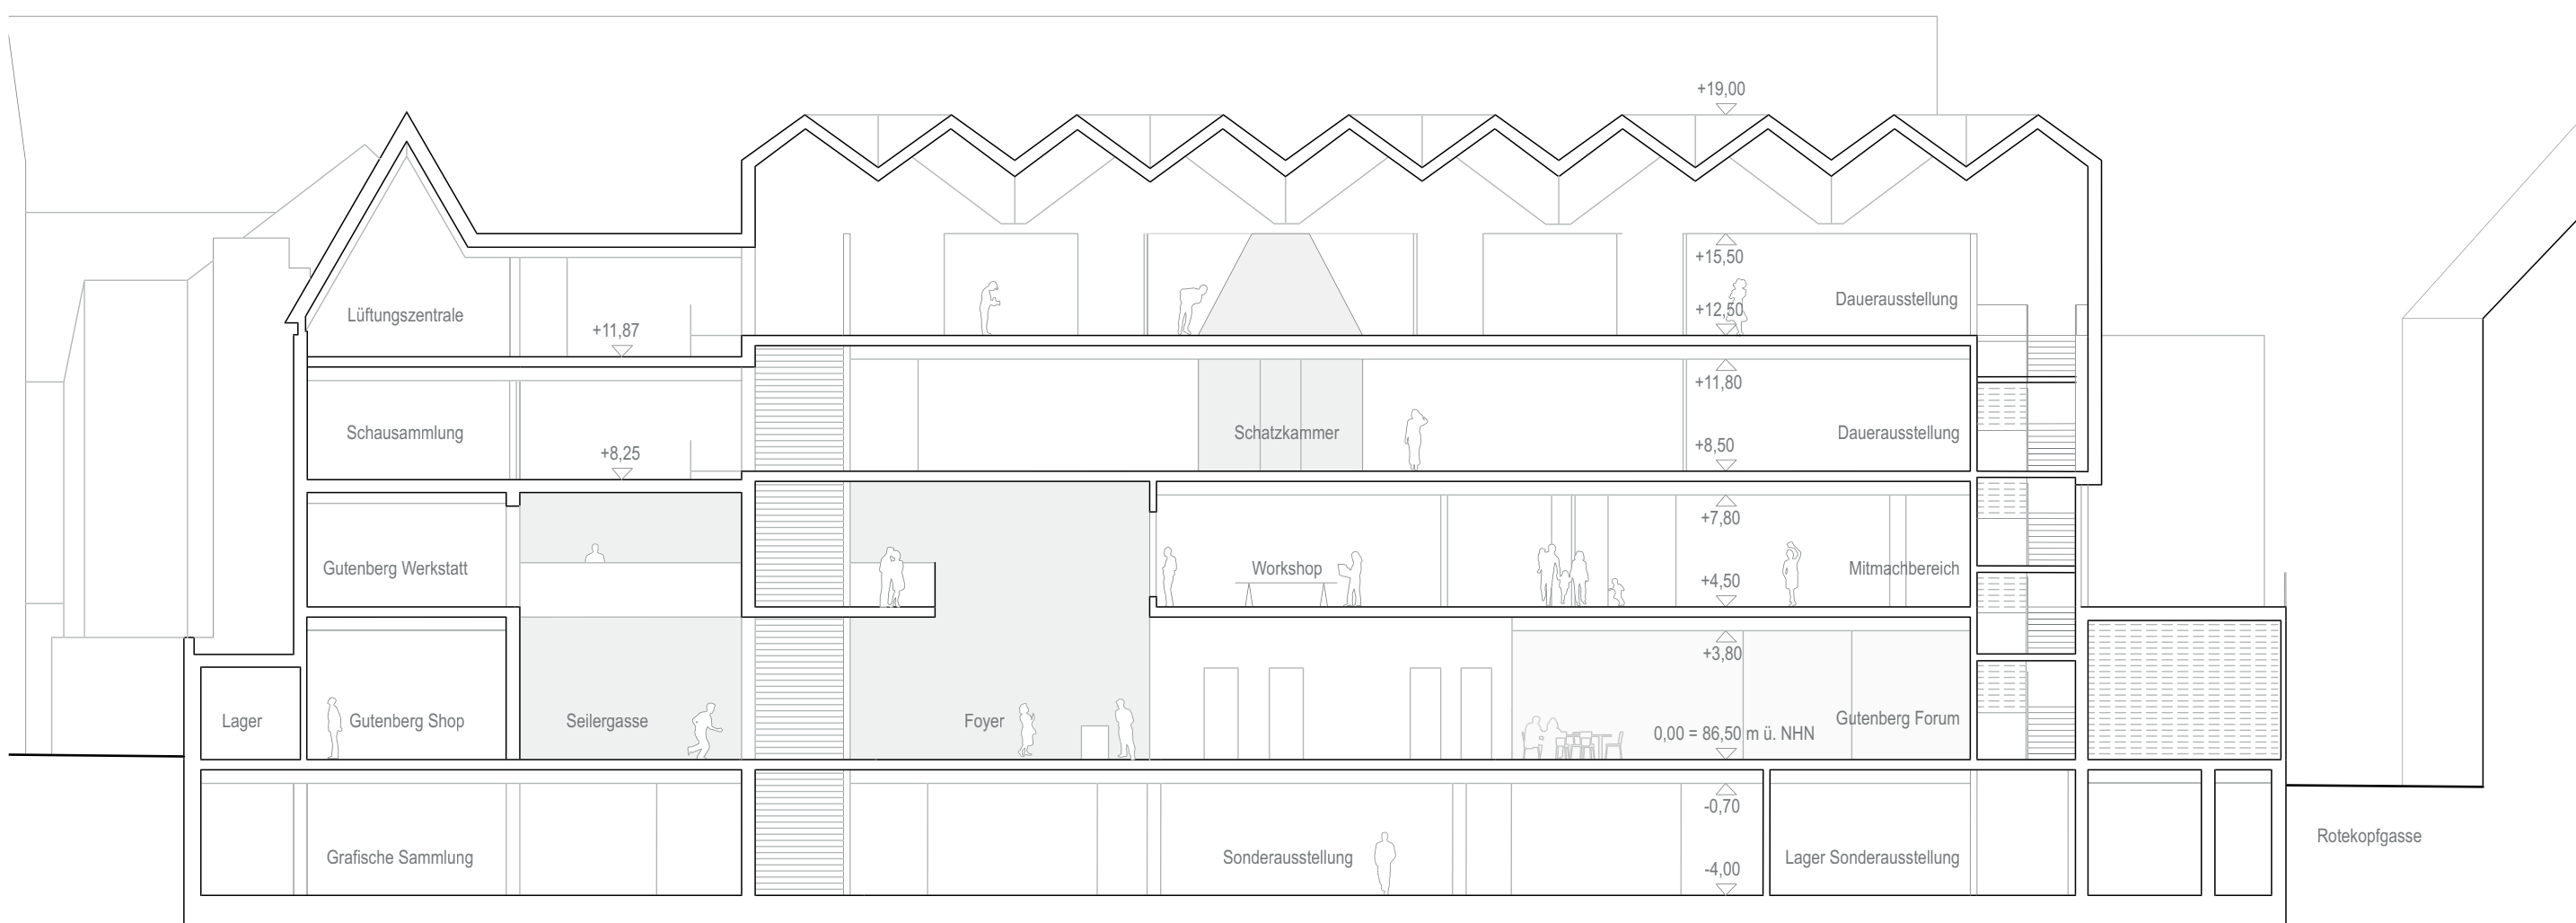 +19,00
+15,50
Dauerausstellung
+12,50
Lüftungszentrale
+11,87
+11,80
Schausammlung
Schatzkammer
Dauerausstellung
+8,25
+8,50
+7,80
Gutenberg Werkstatt
Workshop
Mitmachbereich
+4,50
+3,80
Lager
Gutenberg Shop
Seilergasse
Foyer
Gutenberg Forum
0,00 = 86,50 m ü. NHN
-0,70
Rotekopfgasse
Grafische Sammlung
Sonderausstellung
Lager Sonderausstellung
-4,00